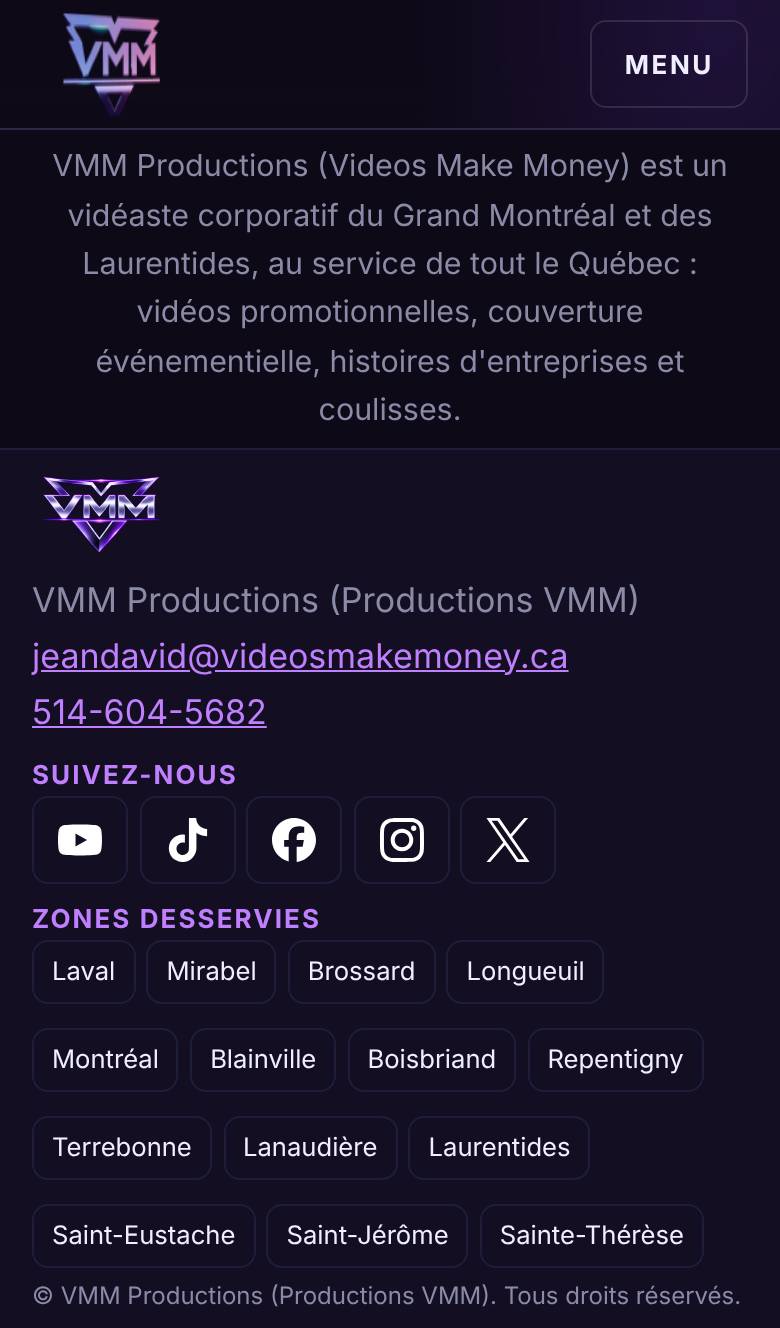 VMM
MENU
VMM Productions (Videos Make Money) est un
vidéaste corporatif du Grand Montréal et des
Laurentides, au service de tout le Québec :
vidéos promotionnelles, couverture
événementielle, histoires d'entreprises et
coulisses.
VMM
VMM Productions (Productions VMM)
jeandavid@videosmakemoney.ca
514-604-5682
SUIVEZ-NOUS
ZONES DESSERVIES
Laval Mirabel Brossard Longueuil
Montréal Blainville Boisbriand Repentigny
Terrebonne Lanaudière Laurentides
Saint-Eustache Saint-Jérôme Sainte-Thérèse
© VMM Productions (Productions VMM). Tous droits réservés.